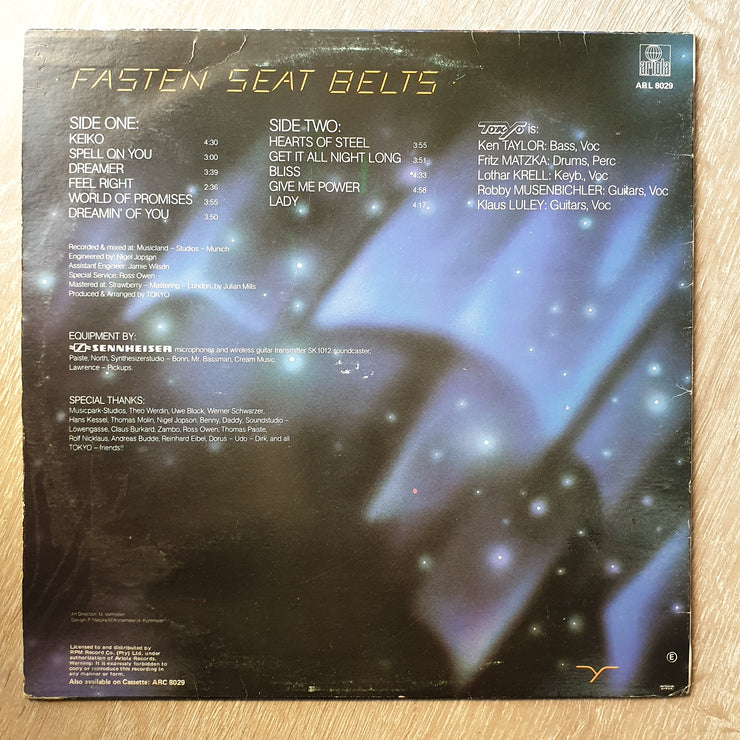 FASTEN SEAT BELTS
ariola
ABL 8029
SIDE ONE:
KEIKO 4:30
SPELL ON YOU 3:00
DREAMER 3:39
FEEL RIGHT 2:36
WORLD OF PROMISES 3:55
DREAMIN' OF YOU 3:50
SIDE TWO:
HEARTS OF STEEL 3:55
GET IT ALL NIGHT LONG 3:51
BLISS 4:33
GIVE ME POWER 4:58
LADY 4:17
TOKYO is:
Ken TAYLOR: Bass, Voc
Fritz MATZKA: Drums, Perc
Lothar KRELL: Keyb., Voc
Robby MUSENBICHLER: Guitars, Voc
Klaus LULEY: Guitars, Voc
Recorded & mixed at: Musicland – Studios – Munich
Engineered by: Nigel Jopson
Assistant Engineer: Jamie Wilson
Special Service: Ross Owen
Mastered at: Strawberry – Mastering – London, by Julian Mills
Produced & Arranged by TOKYO
EQUIPMENT BY:
SENNHEISER microphones and wireless guitar transmitter SK 1012 soundcaster,
Paiste, North, Synthesizerstudio – Bonn, Mr. Bassman, Cream Music,
Lawrence – Pickups.
SPECIAL THANKS:
Musicpark-Studios, Theo Werdin, Uwe Block, Werner Schwarzer,
Hans Kessel, Thomas Molin, Nigel Jopson, Benny, Daddy, Soundstudio –
Löwengasse, Claus Burkard, Zambo, Ross Owen, Thomas Paiste,
Rolf Nicklaus, Andreas Budde, Reinhard Eibel, Dorus – Udo – Dirk, and all
TOKYO – friends!!
Art Direction: M.
Design:
Licensed to and distributed by
RPM Record Co. (Pty) Ltd. under
authorization of Ariola Records.
Warning: It is expressly forbidden to
copy or reproduce this recording in
any manner or form.
Also available on Cassette: ARC 8029
E